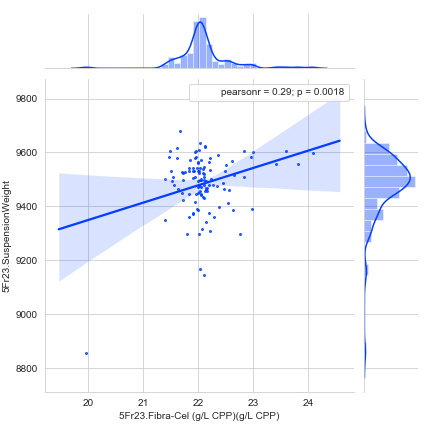 pearsonr = 0.29; p = 0.0018
9800
9600
9400
9200
9000
8800
5Fr23.SuspensionWeight
20 21 22 23 24
5Fr23.Fibra-Cel (g/L CPP)(g/L CPP)